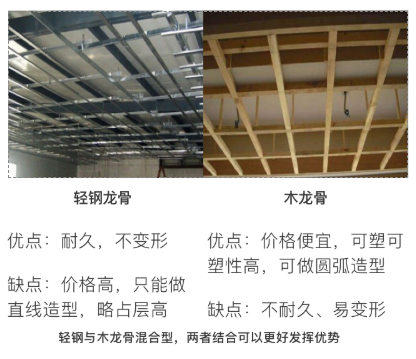 轻钢龙骨
优点：耐久，不变形
缺点：价格高，只能做
直线造型，略占层高
木龙骨
优点：价格便宜，可塑可
塑性高，可做圆弧造型
缺点：不耐久、易变形
轻钢与木龙骨混合型，两者结合可以更好发挥优势